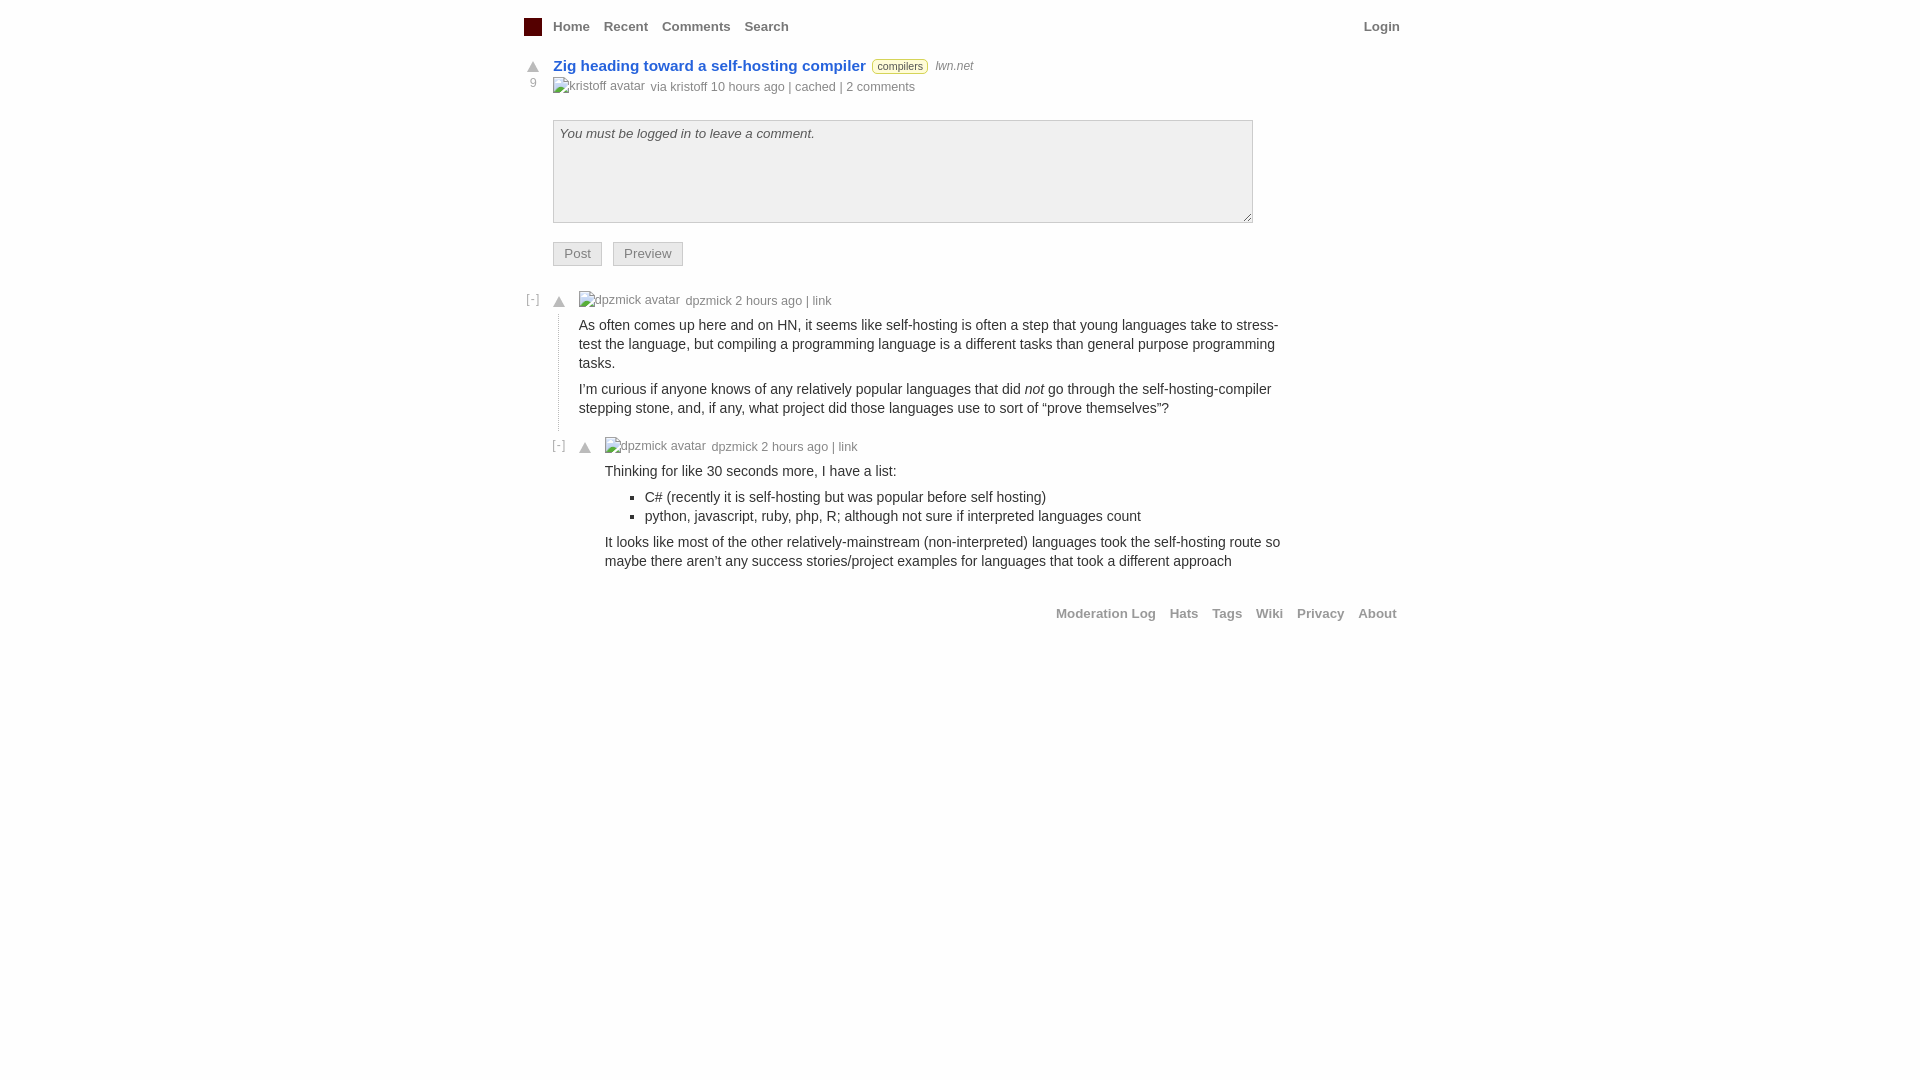 Home Recent Comments Search Login
Zig heading toward a self-hosting compiler compilers lwn.net
9
kristoff avatar via kristoff 10 hours ago | cached | 2 comments
You must be logged in to leave a comment.
Post Preview
[-] dpzmick avatar dpzmick 2 hours ago | link
As often comes up here and on HN, it seems like self-hosting is often a step that young languages take to stress-
test the language, but compiling a programming language is a different tasks than general purpose programming
tasks.
I’m curious if anyone knows of any relatively popular languages that did not go through the self-hosting-compiler
stepping stone, and, if any, what project did those languages use to sort of “prove themselves”?
[-] dpzmick avatar dpzmick 2 hours ago | link
Thinking for like 30 seconds more, I have a list:
C# (recently it is self-hosting but was popular before self hosting)
python, javascript, ruby, php, R; although not sure if interpreted languages count
It looks like most of the other relatively-mainstream (non-interpreted) languages took the self-hosting route so
maybe there aren’t any success stories/project examples for languages that took a different approach
Moderation Log Hats Tags Wiki Privacy About